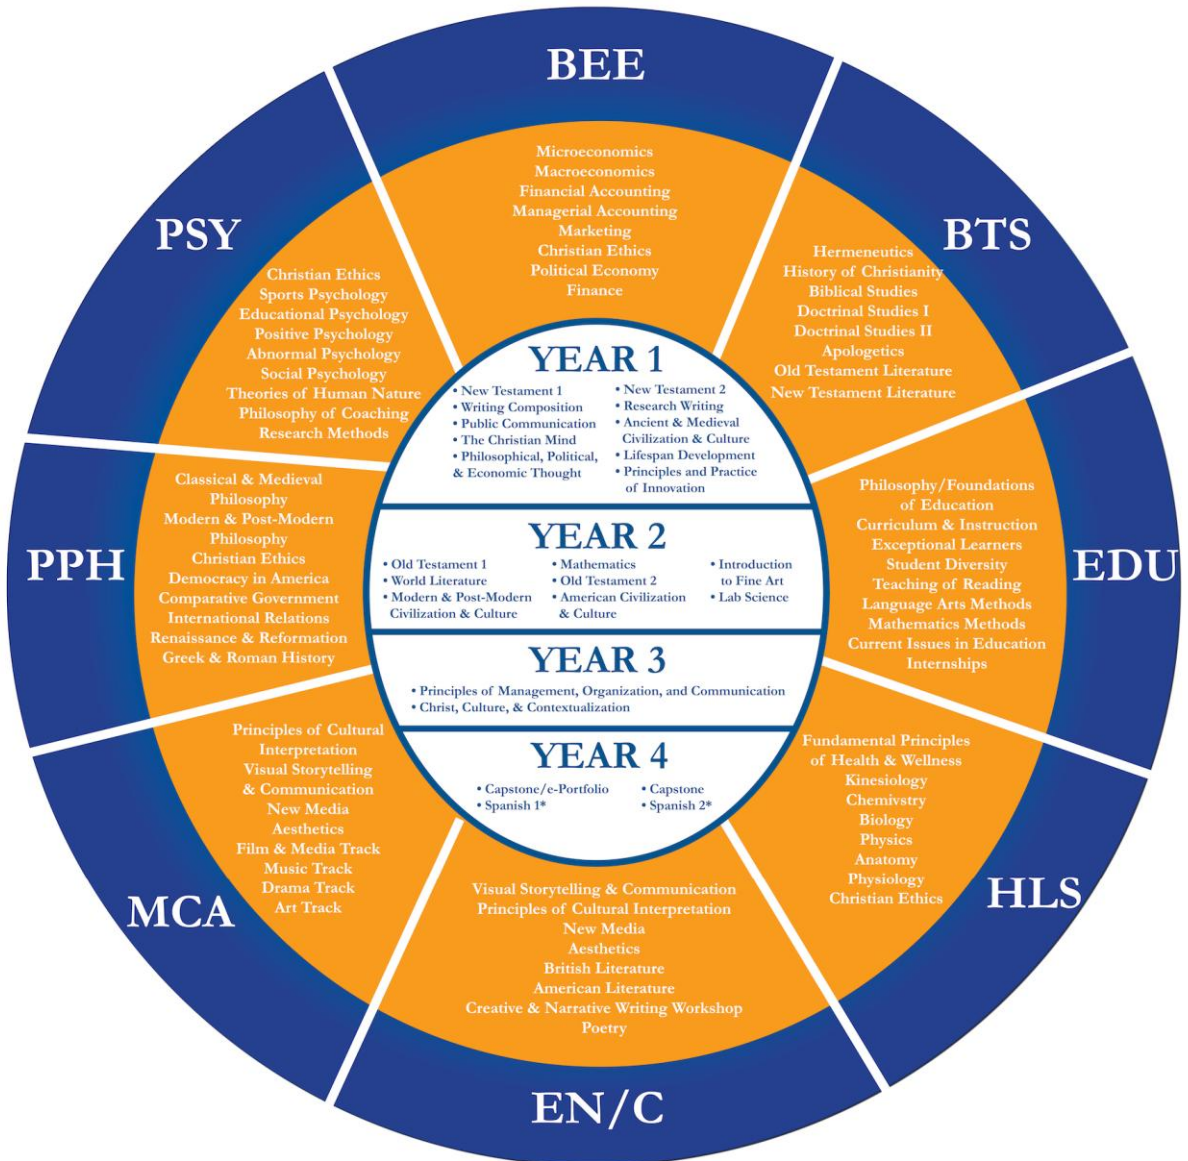 BEE
Microeconomics
Macroeconomics
Financial Accounting
Managerial Accounting
Marketing
Christian Ethics
Political Economy
Finance
BTS
Hermeneutics
History of Christianity
Biblical Studies
Doctrinal Studies I
Doctrinal Studies II
Apologetics
Old Testament Literature
New Testament Literature
EDU
Philosophy/Foundations
of Education
Curriculum & Instruction
Exceptional Learners
Student Diversity
Teaching of Reading
Language Arts Methods
Mathematics Methods
Current Issues in Education
Internships
HLS
Fundamental Principles
of Health & Wellness
Kinesiology
Chemivstry
Biology
Physics
Anatomy
Physiology
Christian Ethics
EN/C
Visual Storytelling & Communication
Principles of Cultural Interpretation
New Media
Aesthetics
British Literature
American Literature
Creative & Narrative Writing Workshop
Poetry
MCA
Principles of Cultural
Interpretation
Visual Storytelling
& Communication
New Media
Aesthetics
Film & Media Track
Music Track
Drama Track
Art Track
PPH
Classical & Medieval
Philosophy
Modern & Post-Modern
Philosophy
Christian Ethics
Democracy in America
Comparative Government
International Relations
Renaissance & Reformation
Greek & Roman History
PSY
Christian Ethics
Sports Psychology
Educational Psychology
Positive Psychology
Abnormal Psychology
Social Psychology
Theories of Human Nature
Philosophy of Coaching
Research Methods
YEAR 1
• New Testament 1
• Writing Composition
• Public Communication
• The Christian Mind
• Philosophical, Political,
& Economic Thought
• New Testament 2
• Research Writing
• Ancient & Medieval
Civilization & Culture
• Lifespan Development
• Principles and Practice
of Innovation
YEAR 2
• Old Testament 1
• World Literature
• Modern & Post-Modern
Civilization & Culture
• Mathematics
• Old Testament 2
• American Civilization
& Culture
• Introduction
to Fine Art
• Lab Science
YEAR 3
• Principles of Management, Organization, and Communication
• Christ, Culture, & Contextualization
YEAR 4
• Capstone/e-Portfolio
• Spanish 1*
• Capstone
• Spanish 2*